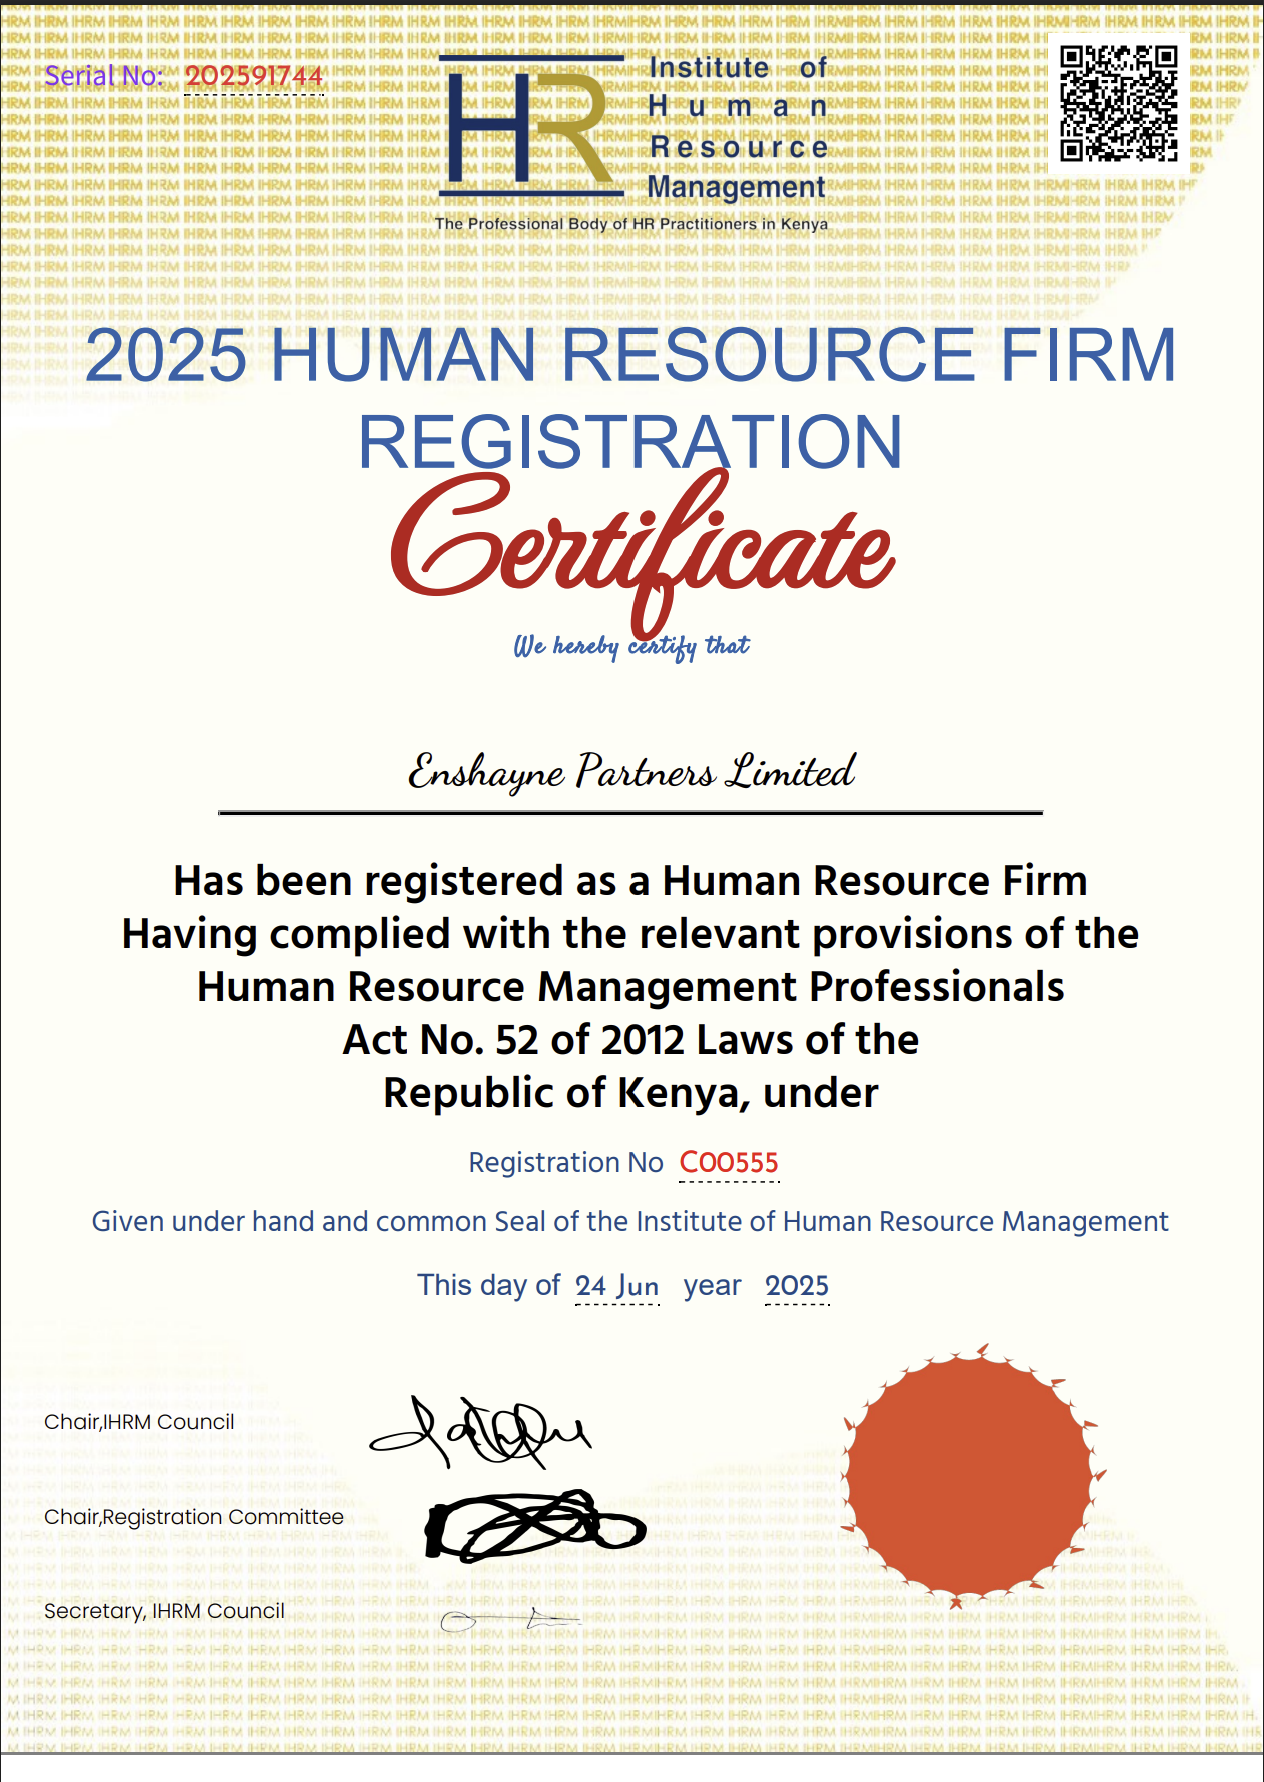 Serial No: 202591744
HR
Institute of
Human
Resource
Management
The Professional Body of HR Practitioners in Kenya
2025 HUMAN RESOURCE FIRM
REGISTRATION
Certificate
We hereby certify that
Enshayne Partners Limited
Has been registered as a Human Resource Firm
Having complied with the relevant provisions of the
Human Resource Management Professionals
Act No. 52 of 2012 Laws of the
Republic of Kenya, under
Registration No C00555
Given under hand and common Seal of the Institute of Human Resource Management
This day of 24 Jun year 2025
Chair,IHRM Council
Chair,Registration Committee
Secretary, IHRM Council